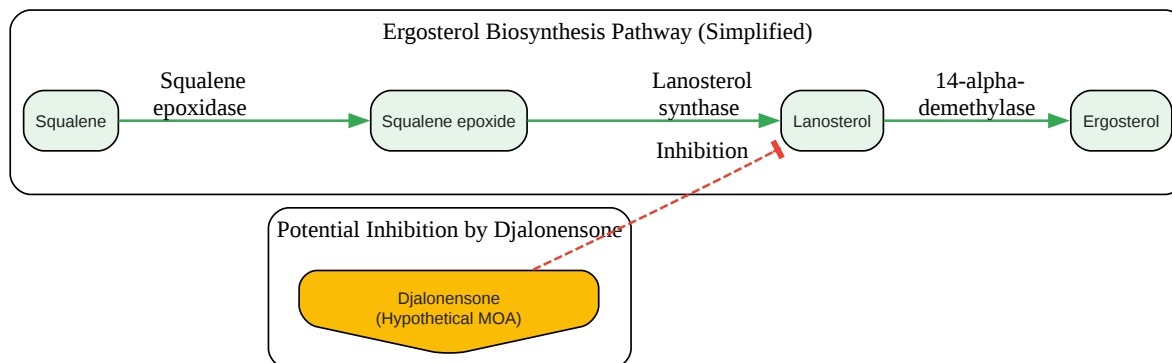 Ergosterol Biosynthesis Pathway (Simplified)
Squalene
epoxidase
Lanosterol
synthase
14-alpha-
demethylase
Squalene
Squalene epoxide
Lanosterol
Ergosterol
Inhibition
Potential Inhibition by Djalonensone
Djalonensone
(Hypothetical MOA)